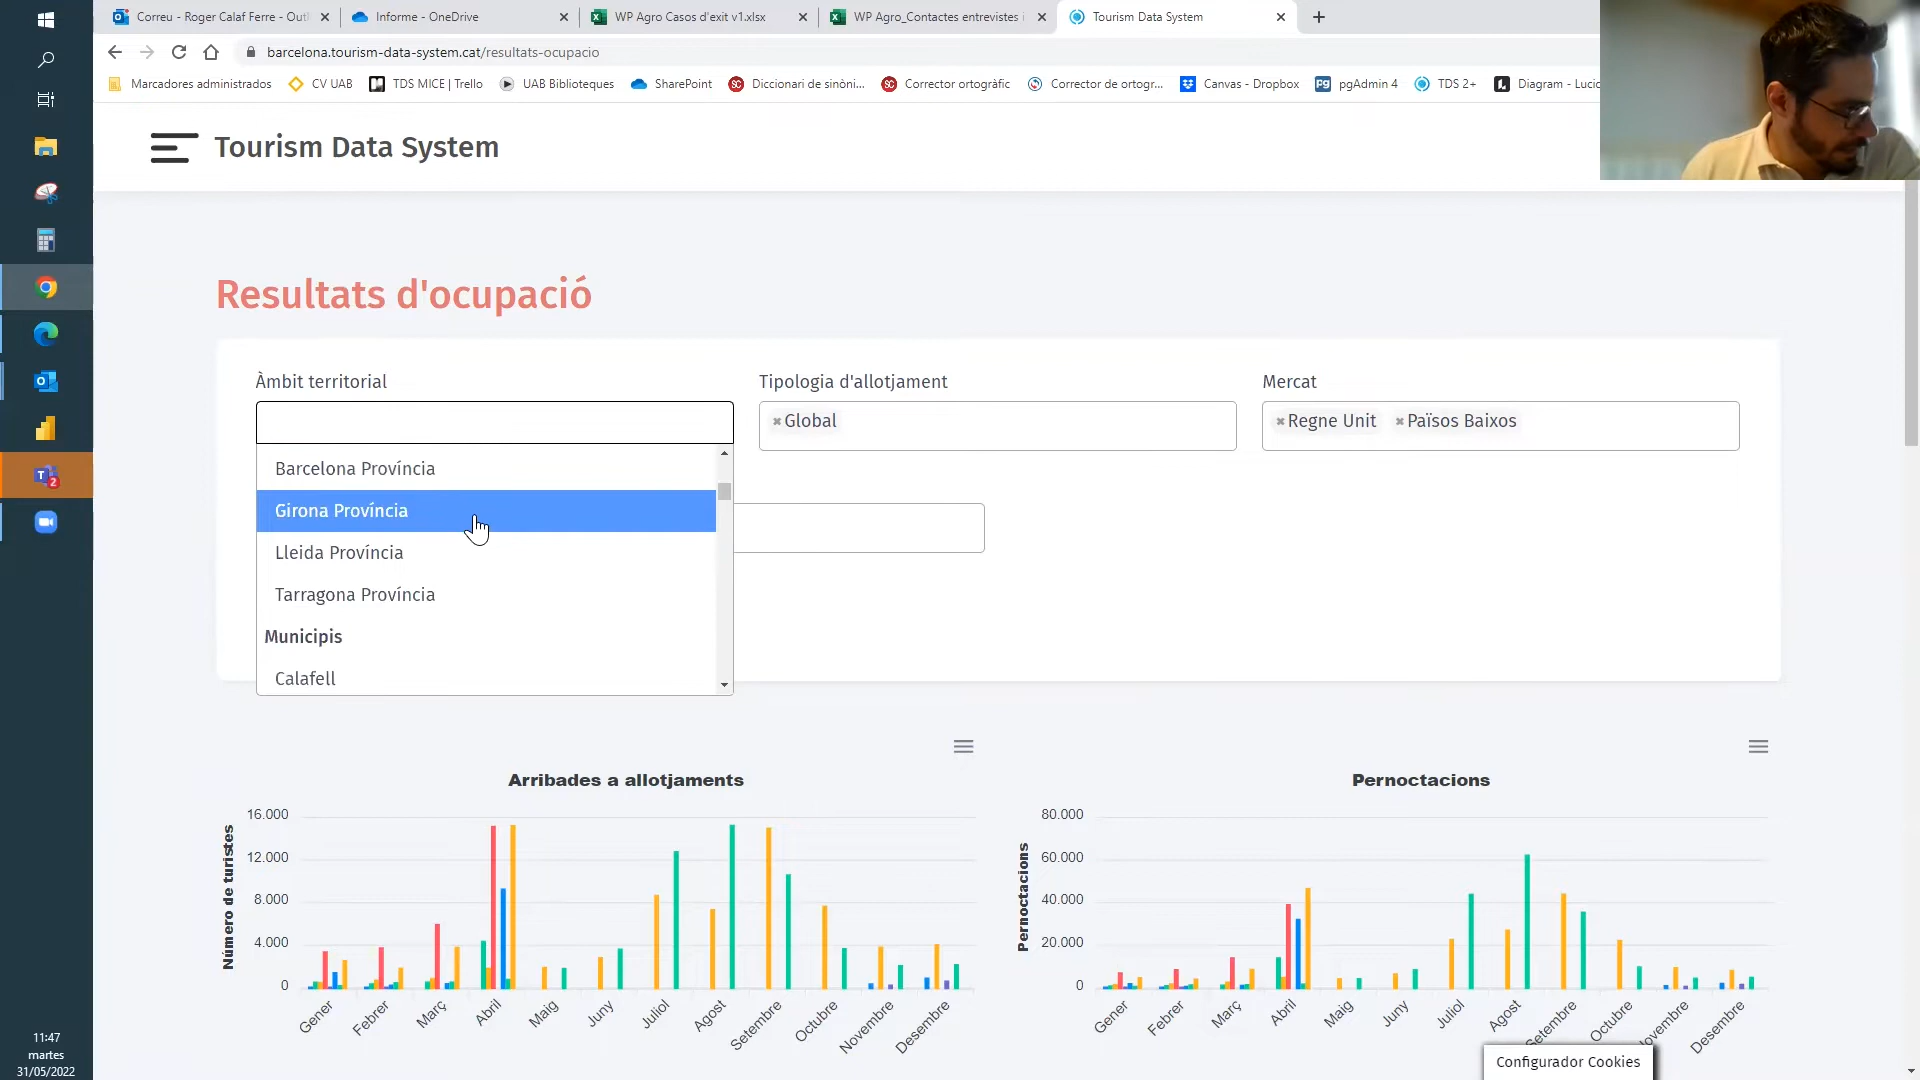 Correu - Roger Calaf Ferre - Out
Informe - OneDrive
WP Agro Casos d'exit v1.xlsx
WP Agro_Contactes entrevistes i
Tourism Data System
barcelona.tourism-data-system.cat/resultats-ocupacio
Marcadores administrados
CV UAB
TDS MICE | Trello
UAB Biblioteques
SharePoint
Diccionari de sinòni...
Corrector ortogràfic
Corrector de ortogr...
Canvas - Dropbox
pgAdmin 4
TDS 2+
Diagram - Lucid
Tourism Data System
Resultats d'ocupació
Àmbit territorial
Tipologia d'allotjament
Mercat
× Global
× Regne Unit × Països Baixos
Barcelona Província
Girona Província
Lleida Província
Tarragona Província
Municipis
Calafell
Arribades a allotjaments
Número de turistes
16.000
12.000
8.000
4.000
0
Gener
Febrer
Març
Abril
Maig
Juny
Juliol
Agost
Setembre
Octubre
Novembre
Desembre
Pernoctacions
Pernoctacions
80.000
60.000
40.000
20.000
0
Gener
Febrer
Març
Abril
Maig
Juny
Juliol
Agost
Setembre
Octubre
Novembre
Desembre
Configurador Cookies
11:47
martes
31/05/2022